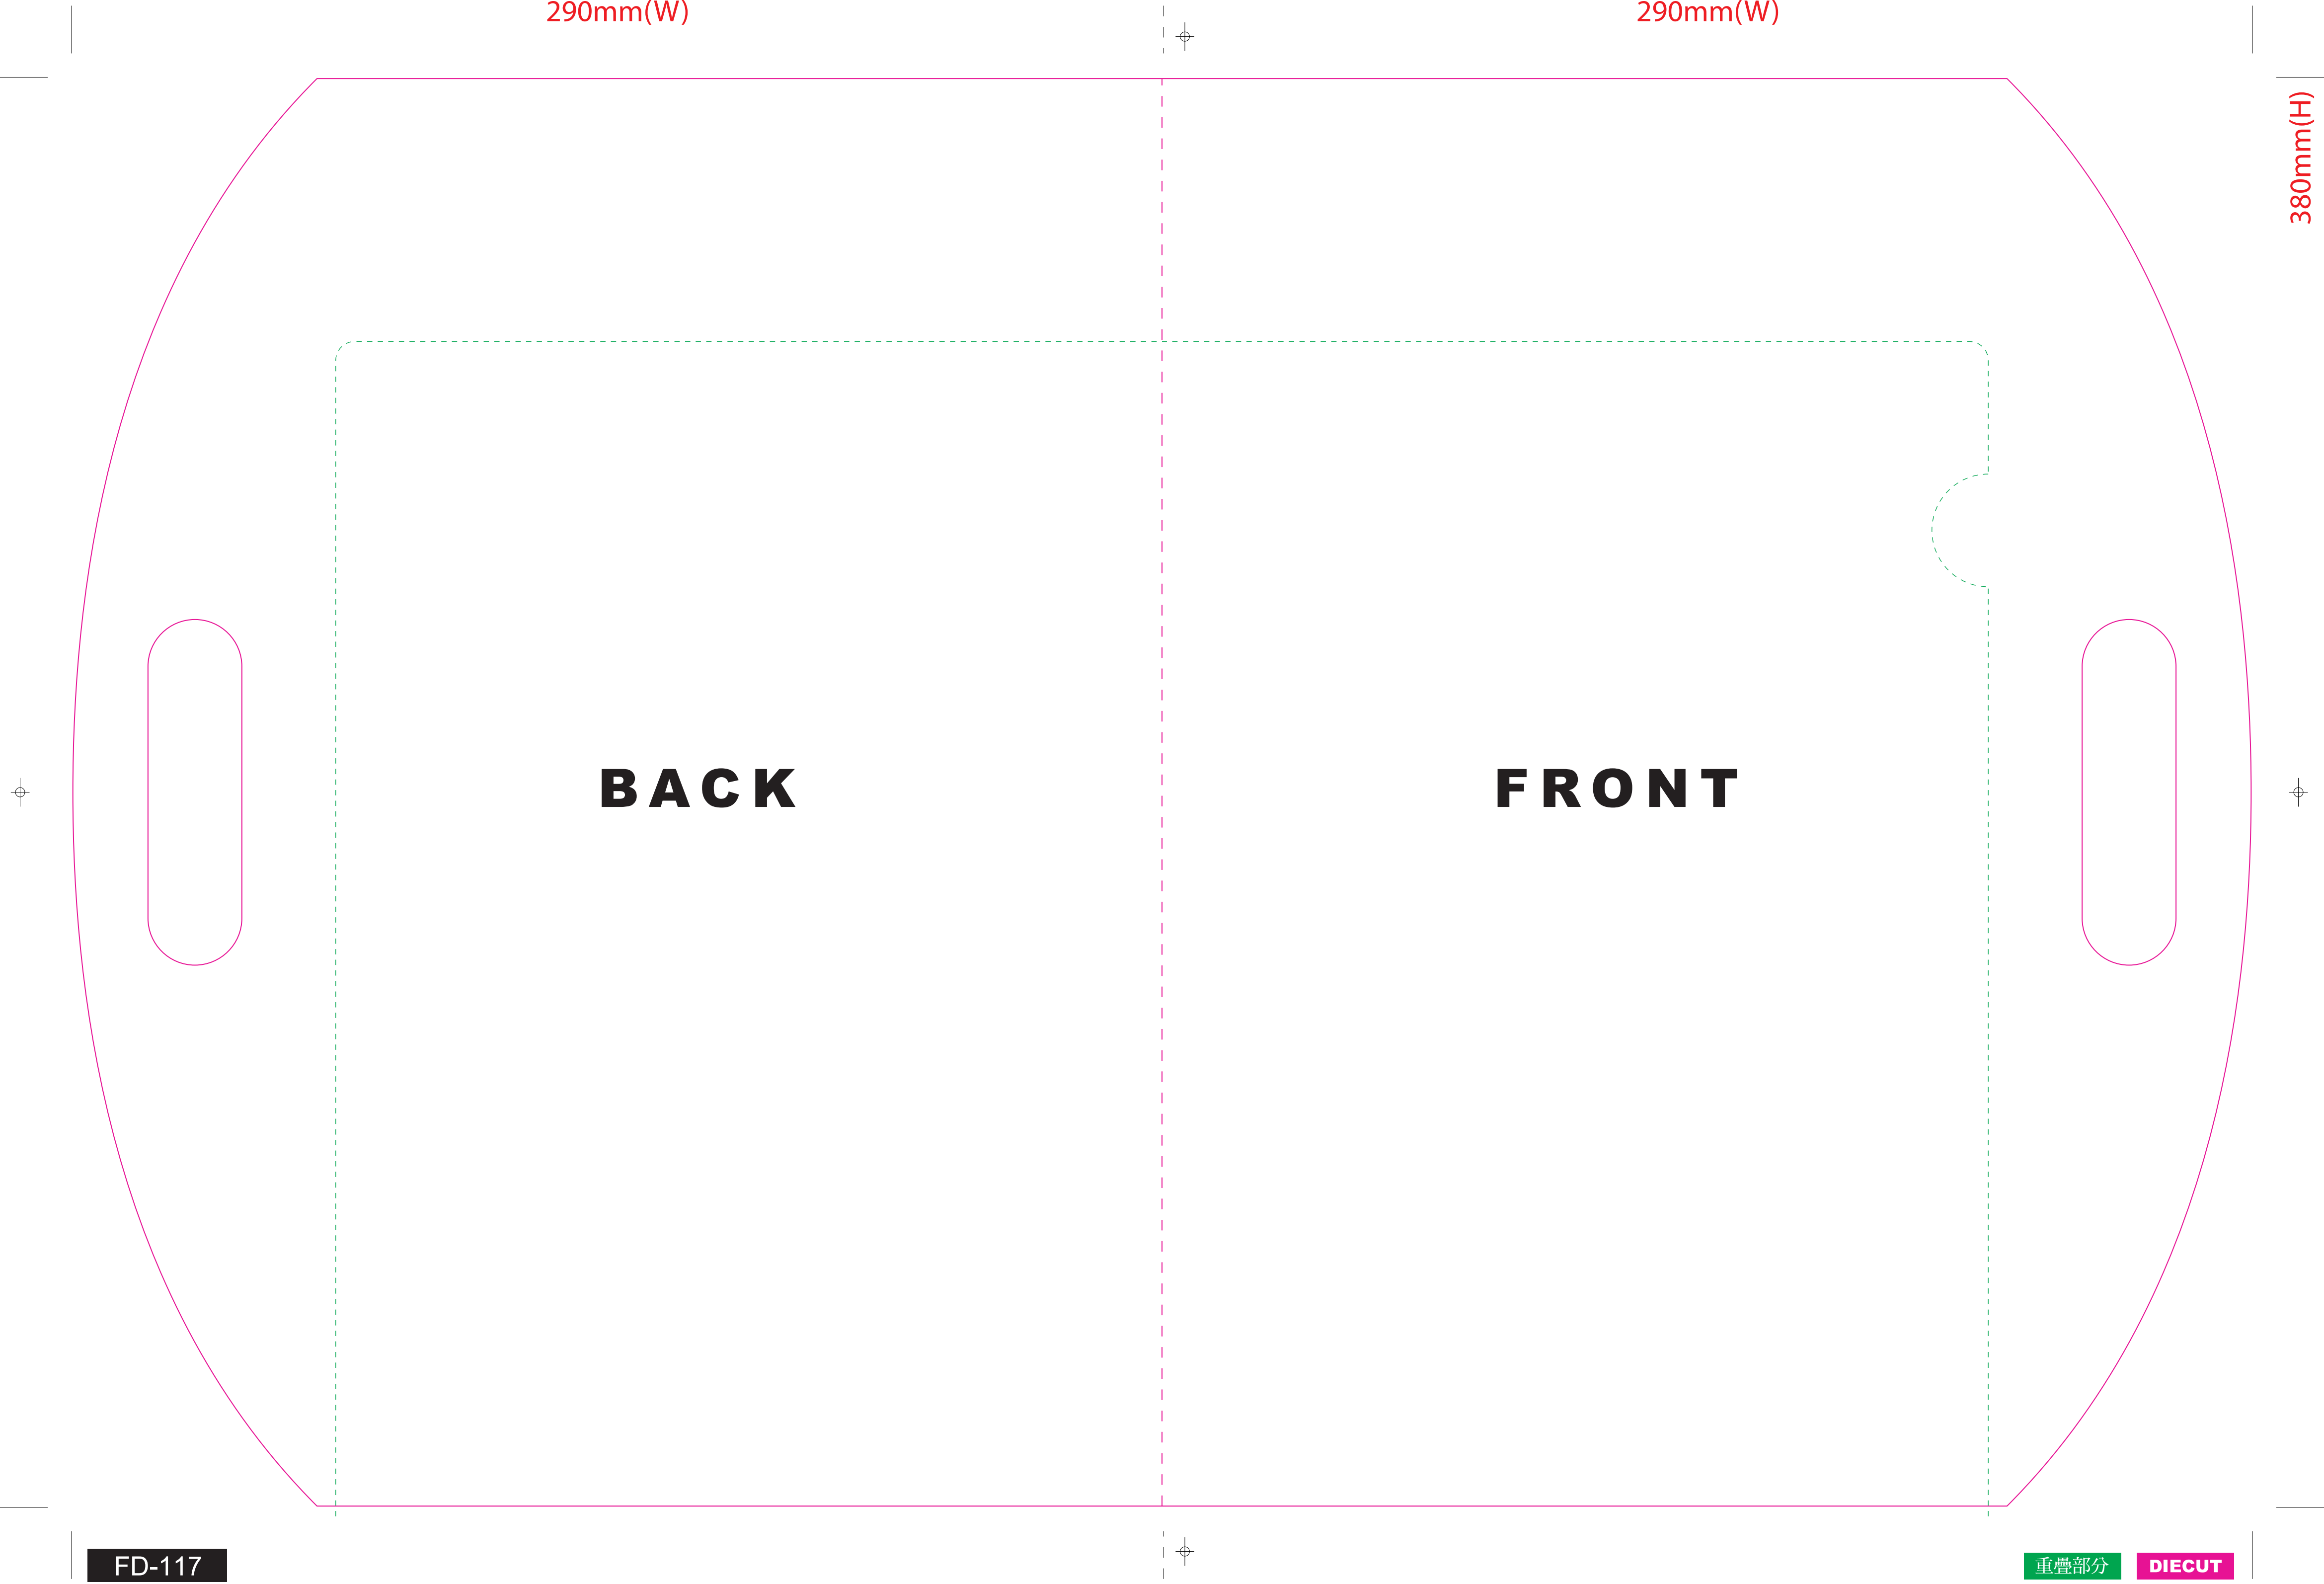 290mm(W)
290mm(W)
380mm(H)
BACK
FRONT
FD-117
重疊部分
DIECUT